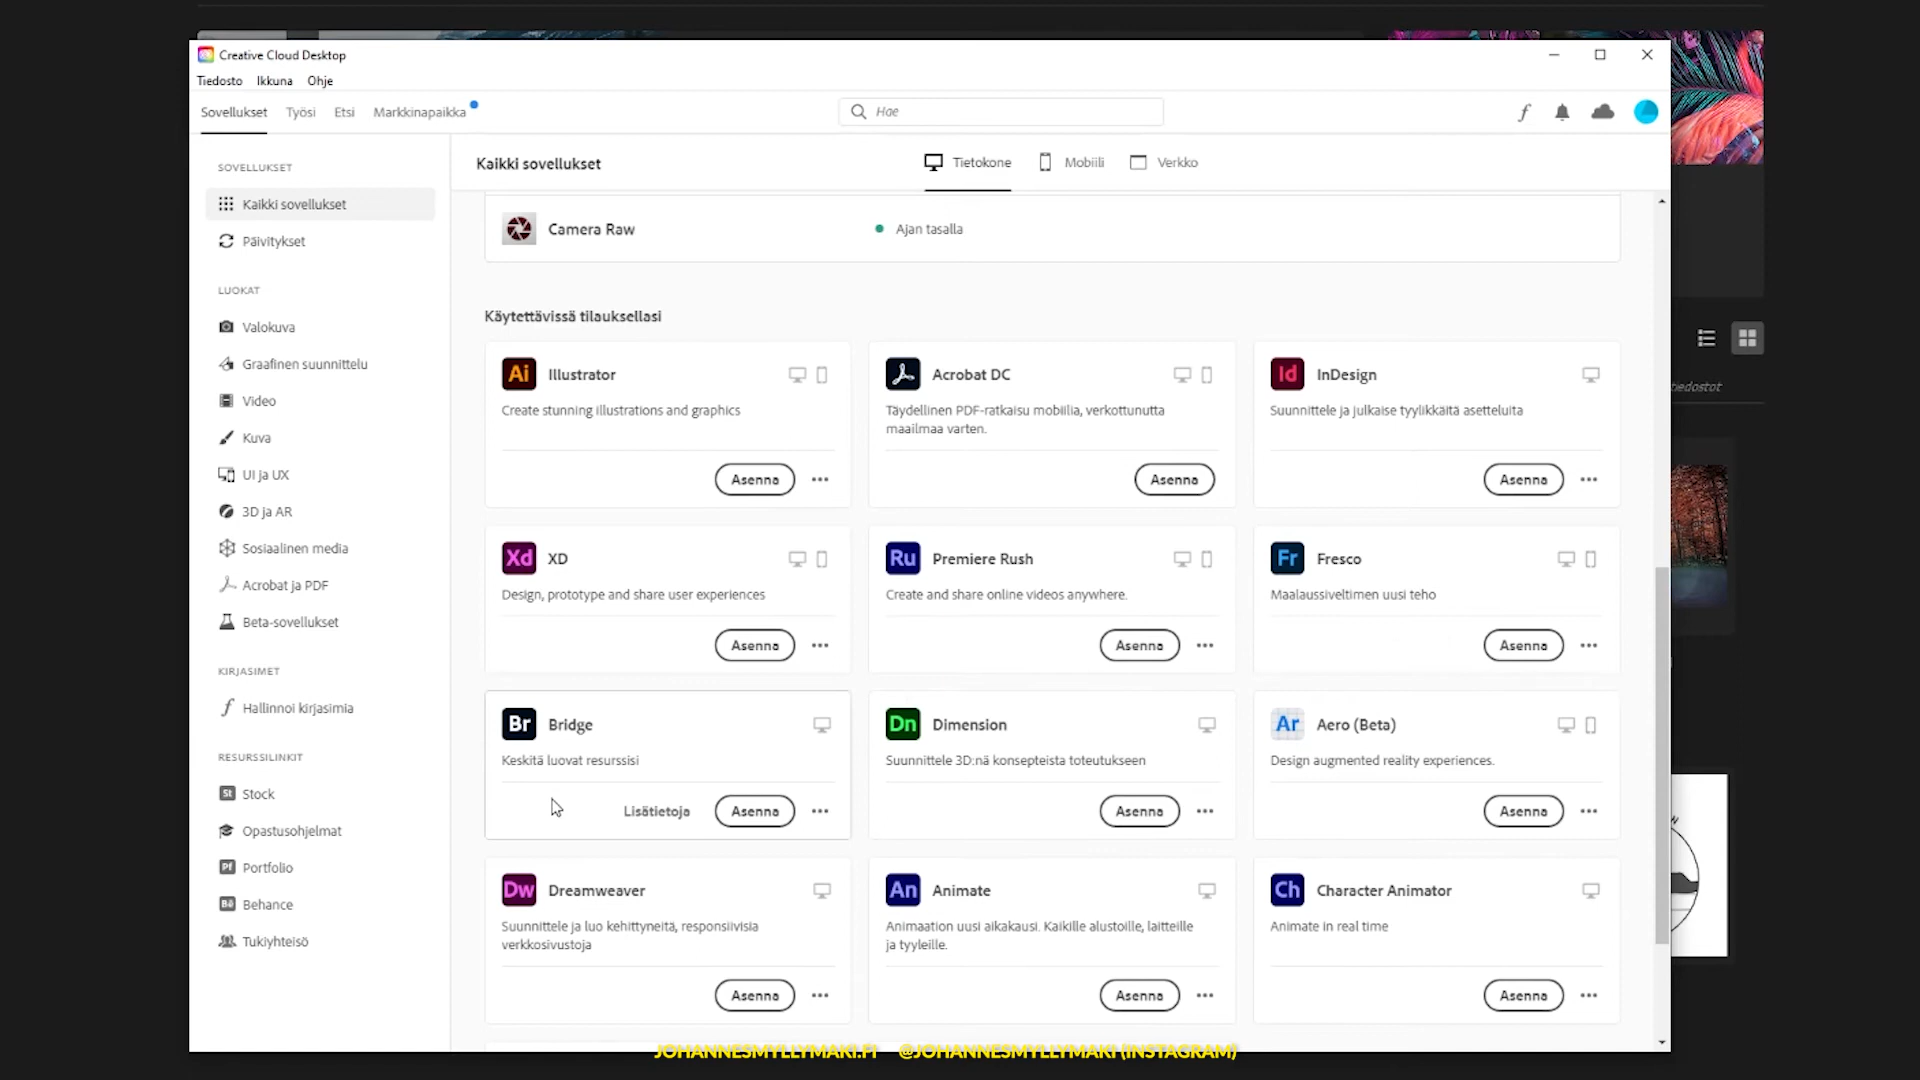 Creative Cloud Desktop
Tiedosto Ikkuna Ohje
Sovellukset Työsi Etsi Markkinapaikka
Hae
SOVELLUKSET
Kaikki sovellukset
Päivitykset
LUOKAT
Valokuva
Graafinen suunnittelu
Video
Kuva
UI ja UX
3D ja AR
Sosiaalinen media
Acrobat ja PDF
Beta-sovellukset
KIRJASIMET
Hallinnoi kirjasimia
RESURSSILINKIT
St Stock
Opastusohjelmat
Pf Portfolio
Bē Behance
Tukiyhteisö
Kaikki sovellukset
Tietokone Mobiili Verkko
Camera Raw Ajan tasalla
Käytettävissä tilauksellasi
Ai Illustrator
Create stunning illustrations and graphics
Asenna
Acrobat DC
Täydellinen PDF-ratkaisu mobiilia, verkottunutta
maailmaa varten.
Asenna
Id InDesign
Suunnittele ja julkaise tyylikkäitä asetteluita
Asenna
Xd XD
Design, prototype and share user experiences
Asenna
Ru Premiere Rush
Create and share online videos anywhere.
Asenna
Fr Fresco
Maalaussiveltimen uusi teho
Asenna
Br Bridge
Keskitä luovat resurssisi
Lisätietoja Asenna
Dn Dimension
Suunnittele 3D:nä konsepteista toteutukseen
Asenna
Ar Aero (Beta)
Design augmented reality experiences.
Asenna
Dw Dreamweaver
Suunnittele ja luo kehittyneitä, responsiivisia
verkkosivustoja
Asenna
An Animate
Animaation uusi aikakausi. Kaikille alustoille, laitteille
ja tyyleille.
Asenna
Ch Character Animator
Animate in real time
Asenna
tiedostot
JOHANNESMYLLYMAKI.FI @JOHANNESMYLLYMAKI (INSTAGRAM)